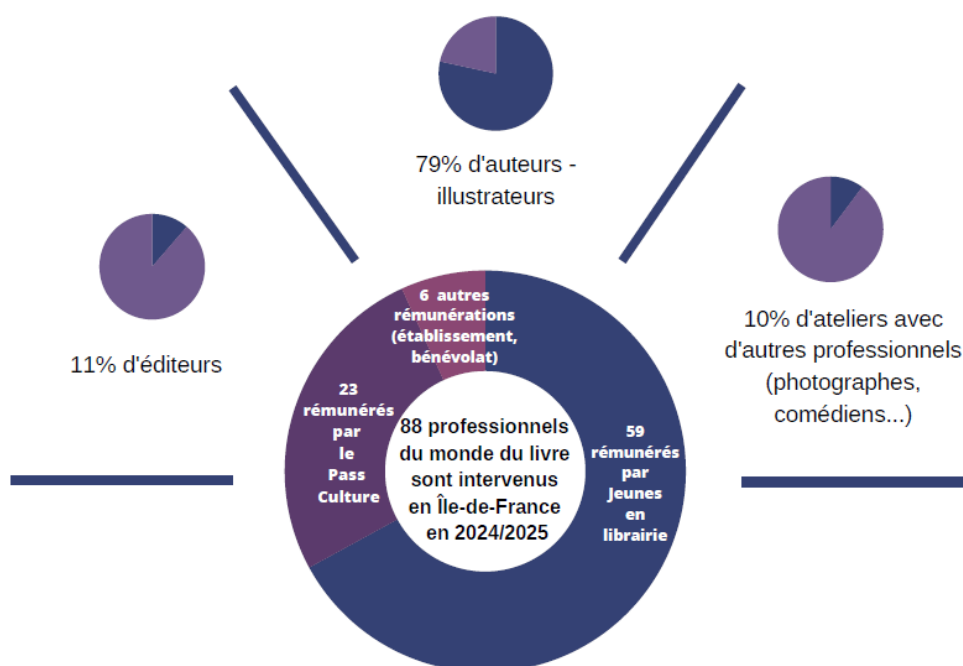 79% d'auteurs -
illustrateurs
11% d'éditeurs
10% d'ateliers avec
d'autres professionnels
(photographes,
comédiens...)
6 autres
rémunérations
(établissement,
bénévolat)
23
rémunérés
par
le
Pass
Culture
88 professionnels
du monde du livre
sont intervenus
en Île-de-France
en 2024/2025
59
rémunérés
par
Jeunes
en
librairie